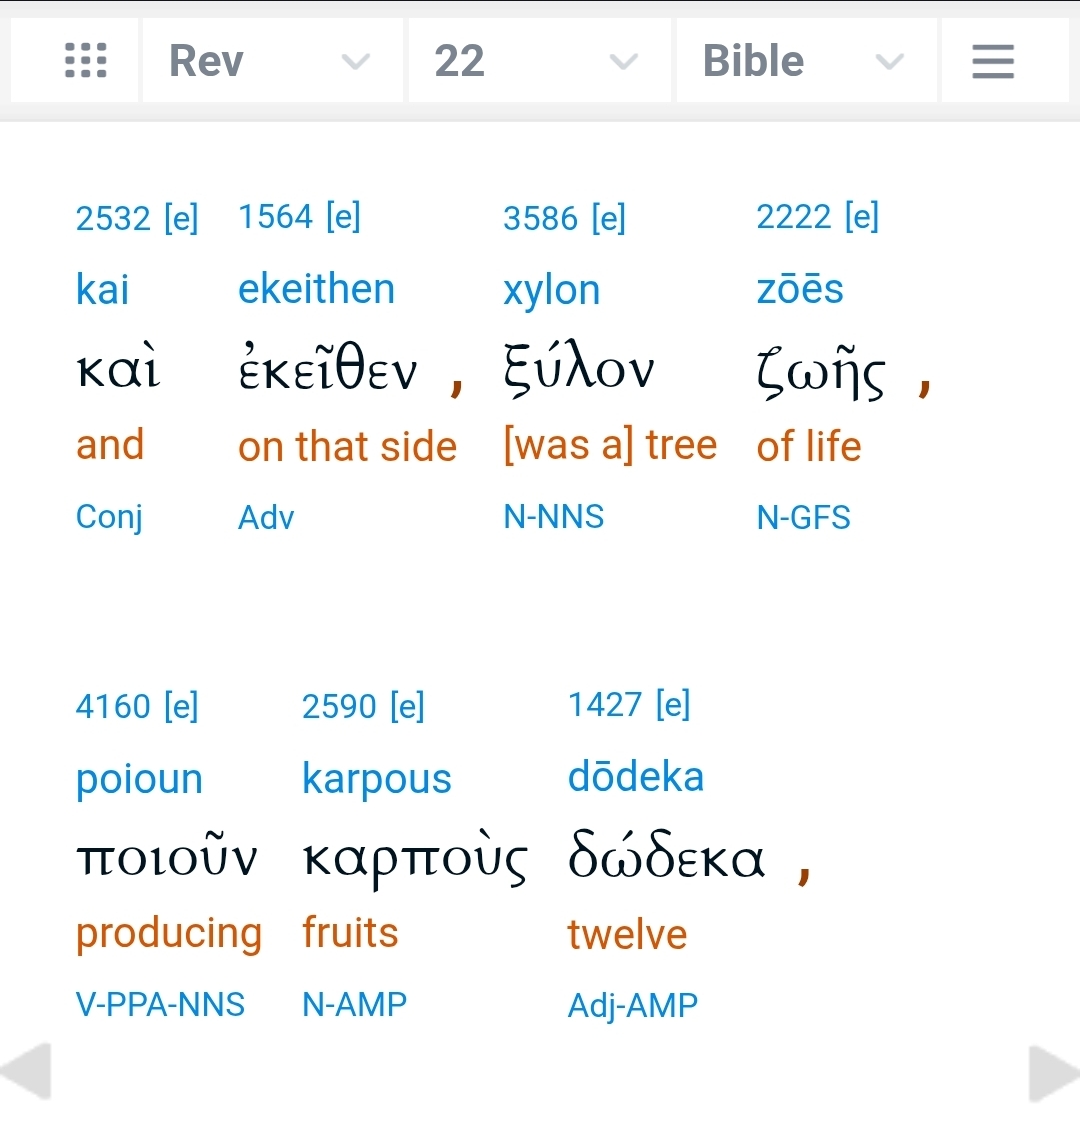 Rev 22 Bible
2532 [e] 1564 [e] 3586 [e] 2222 [e]
kai ekeithen xylon zōēs
καὶ ἐκεῖθεν , ξύλον ζωῆς ,
and on that side [was a] tree of life
Conj Adv N-NNS N-GFS
4160 [e] 2590 [e] 1427 [e]
poioun karpous dōdeka
ποιοῦν καρποὺς δώδεκα ,
producing fruits twelve
V-PPA-NNS N-AMP Adj-AMP